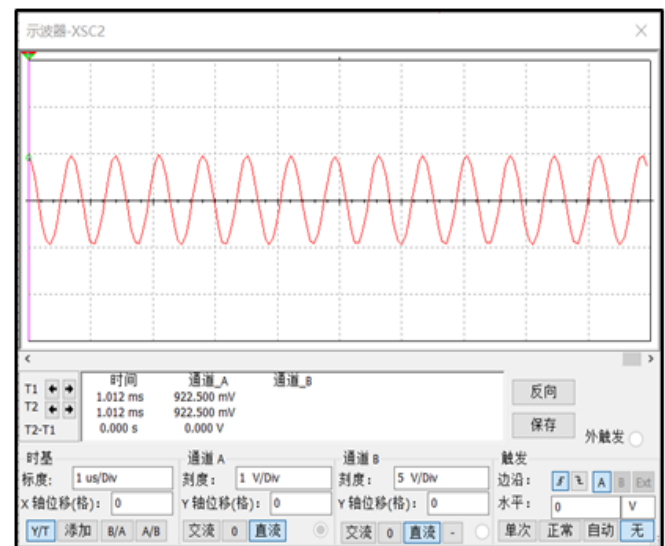 示波器-XSC2
时间 通道_A 通道_B
T1 1.012 ms 922.500 mV
T2 1.012 ms 922.500 mV
T2-T1 0.000 s 0.000 V
反向
保存
外触发
时基 通道 A 通道 B 触发
标度: 1 us/Div 刻度: 1 V/Div 刻度: 5 V/Div 边沿: A B Ext
X 轴位移(格): 0 Y 轴位移(格): 0 Y 轴位移(格): 0 水平: 0 V
Y/T 添加 B/A A/B 交流 0 直流 交流 0 直流 - 单次 正常 自动 无